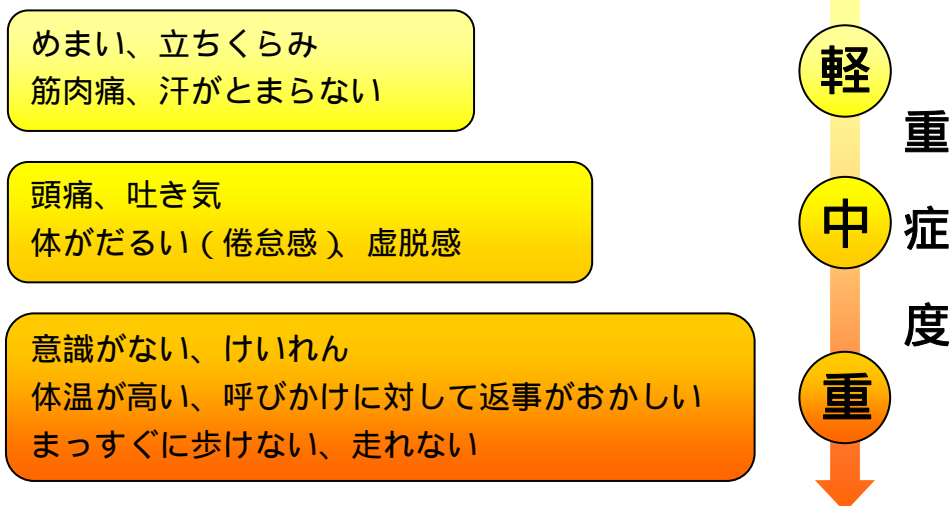 めまい、立ちくらみ
筋肉痛、汗がとまらない
頭痛、吐き気
体がだるい（倦怠感）、虚脱感
意識がない、けいれん
体温が高い、呼びかけに対して返事がおかしい
まっすぐに歩けない、走れない
軽
中
重
重症度